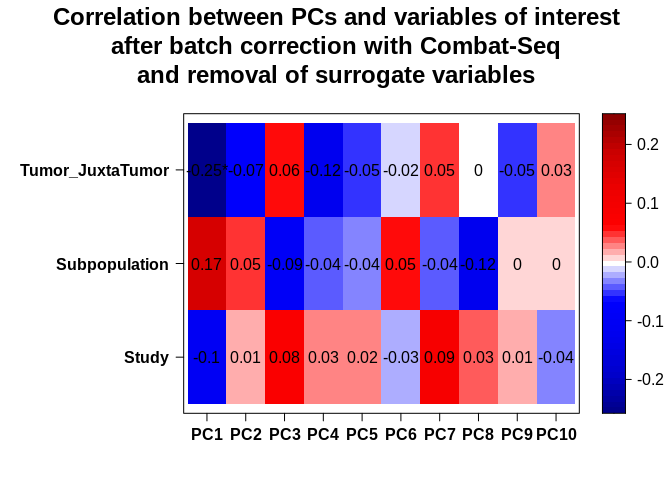 Correlation between PCs and variables of interest
after batch correction with Combat-Seq
and removal of surrogate variables
Tumor_JuxtaTumor -0.25* -0.07 0.06 -0.12 -0.05 -0.02 0.05 0 -0.05 0.03
Subpopulation 0.17 0.05 -0.09 -0.04 -0.04 0.05 -0.04 -0.12 0 0
Study -0.1 0.01 0.08 0.03 0.02 -0.03 0.09 0.03 0.01 -0.04
PC1 PC2 PC3 PC4 PC5 PC6 PC7 PC8 PC9 PC10
0.2
0.1
0.0
-0.1
-0.2